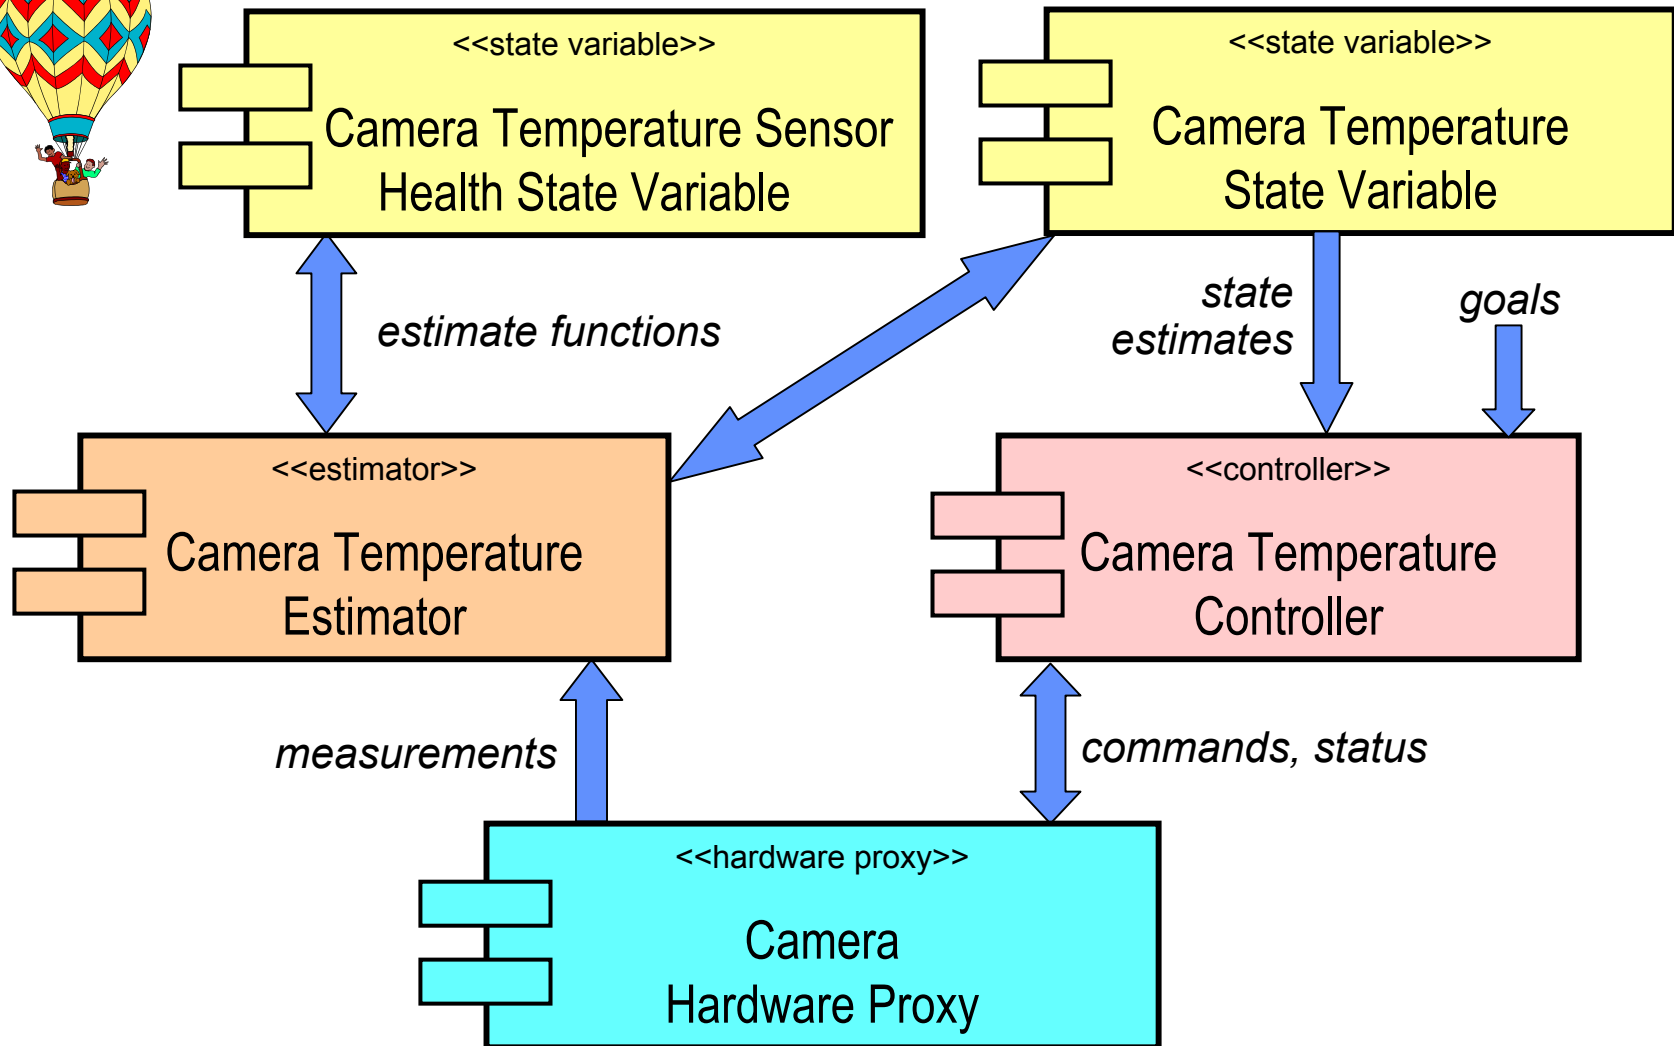 <<state variable>>
Camera Temperature Sensor
Health State Variable
<<state variable>>
Camera Temperature
State Variable
estimate functions
state
estimates
goals
<<estimator>>
Camera Temperature
Estimator
<<controller>>
Camera Temperature
Controller
measurements
commands, status
<<hardware proxy>>
Camera
Hardware Proxy